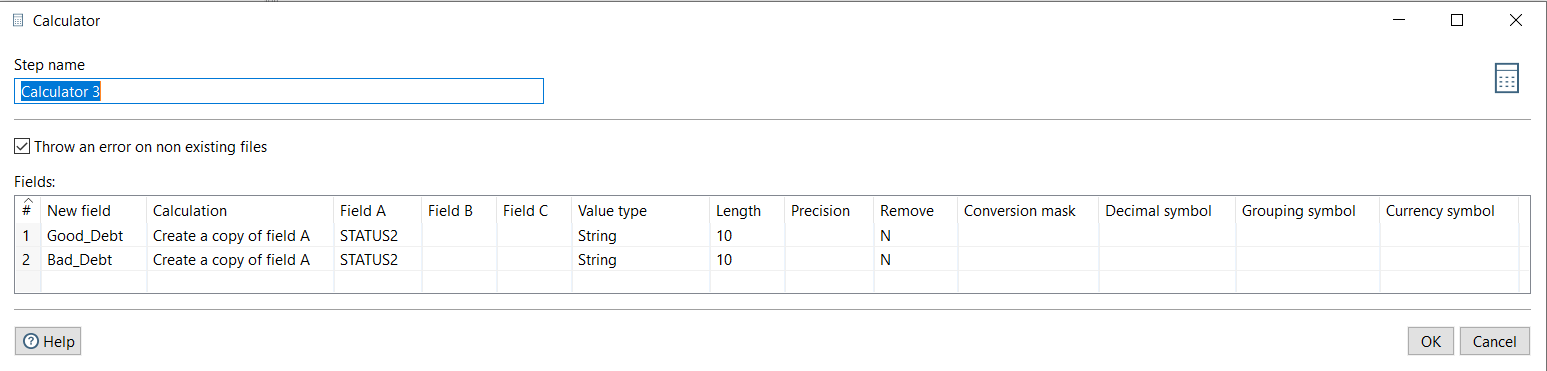 Calculator
Step name
Calculator 3
Throw an error on non existing files
Fields:
# New field Calculation Field A Field B Field C Value type Length Precision Remove Conversion mask Decimal symbol Grouping symbol Currency symbol
1 Good_Debt Create a copy of field A STATUS2 String 10 N
2 Bad_Debt Create a copy of field A STATUS2 String 10 N
? Help OK Cancel